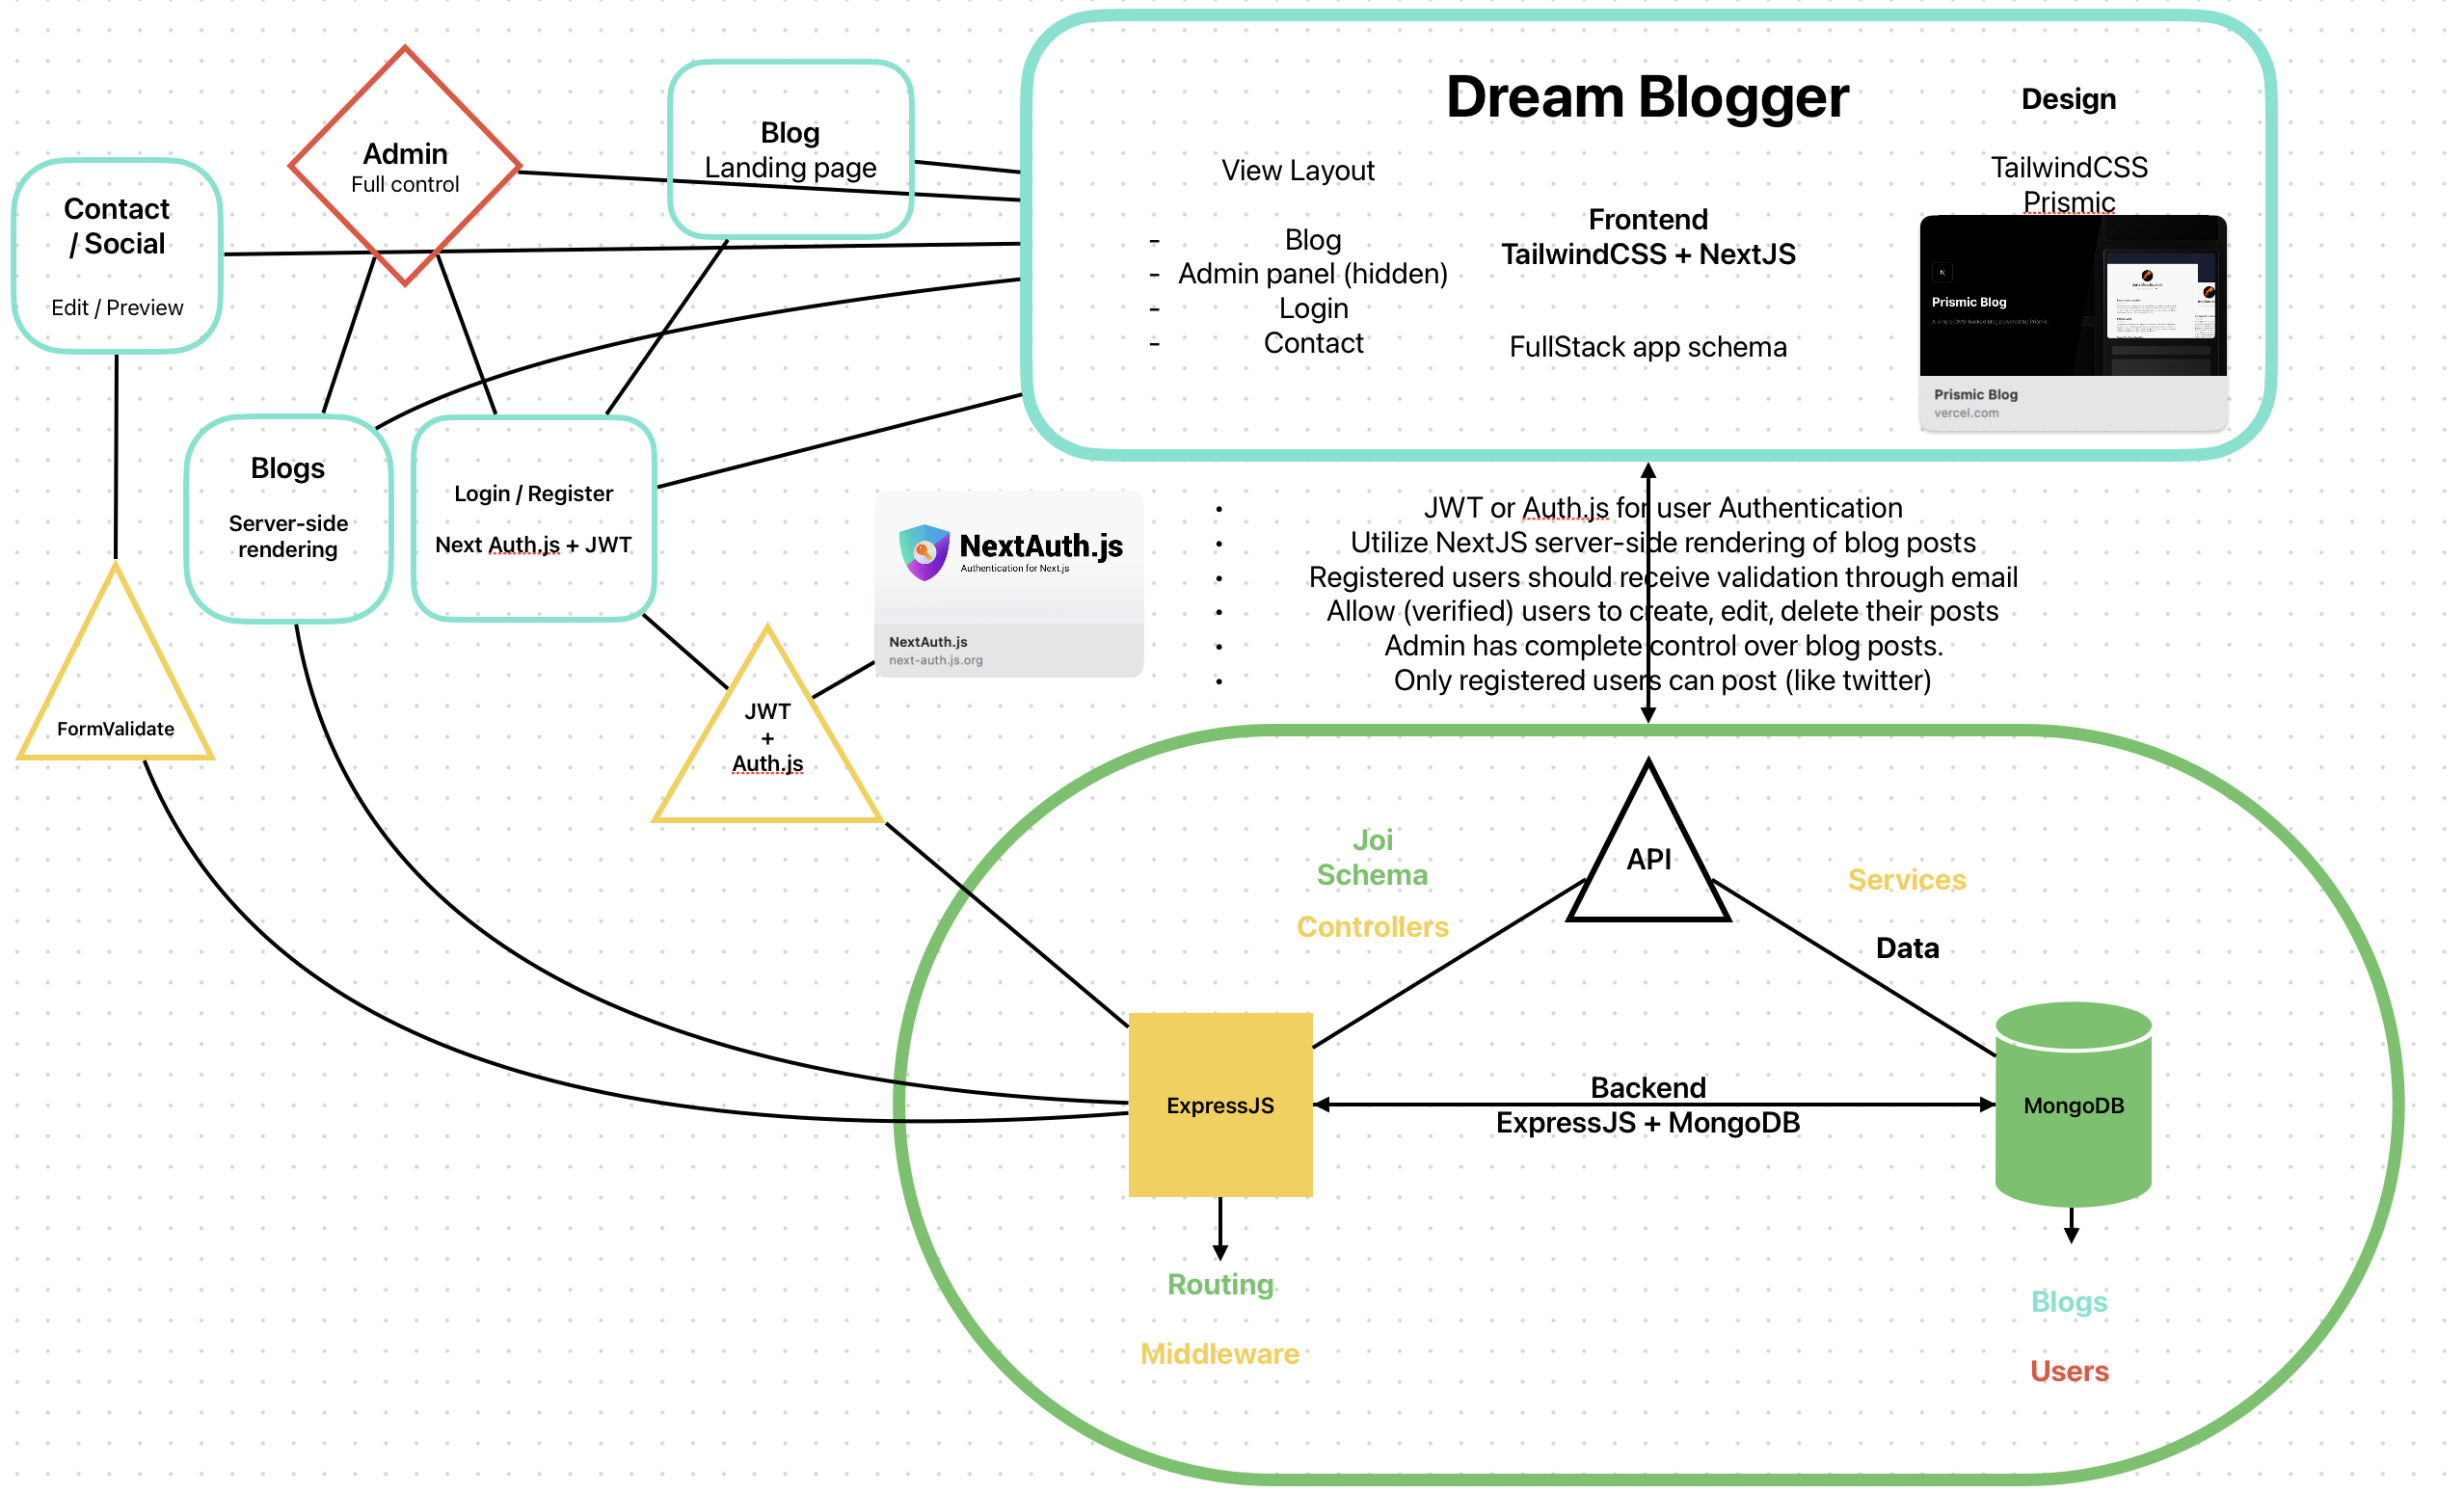 Dream Blogger
Design
Admin
Full control
Blog
Landing page
View Layout
TailwindCSS
Prismic
Contact
/ Social
Edit / Preview
- Blog
- Admin panel (hidden)
- Login
- Contact
Frontend
TailwindCSS + NextJS
FullStack app schema
Prismic Blog
Prismic Blog
vercel.com
Blogs
Server-side
rendering
Login / Register
Next Auth.js + JWT
NextAuth.js
Authentication for Next.js
NextAuth.js
next-auth.js.org
• JWT or Auth.js for user Authentication
• Utilize NextJS server-side rendering of blog posts
• Registered users should receive validation through email
• Allow (verified) users to create, edit, delete their posts
• Admin has complete control over blog posts.
• Only registered users can post (like twitter)
FormValidate
JWT
+
Auth.js
Joi
Schema
Controllers
API
Services
Data
ExpressJS
Backend
ExpressJS + MongoDB
MongoDB
Routing
Middleware
Blogs
Users